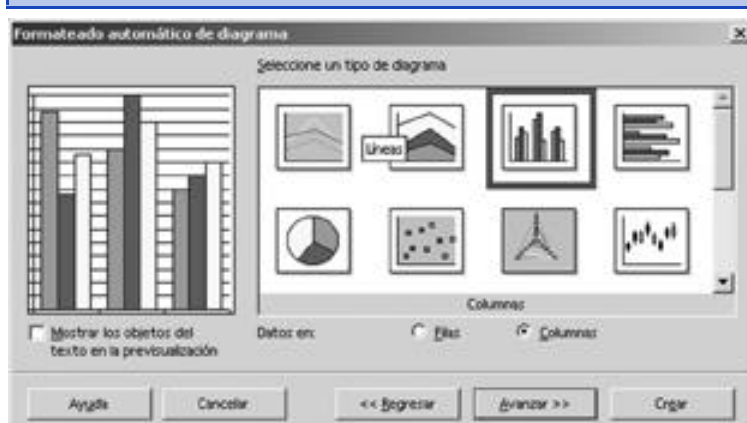 Formateado automático de diagrama
Seleccione un tipo de diagrama
Líneas
Columnas
Mostrar los objetos del
texto en la previsualización
Datos en:
Filas
Columnas
Ayuda
Cancelar
<< Regresar
Avanzar >>
Crear